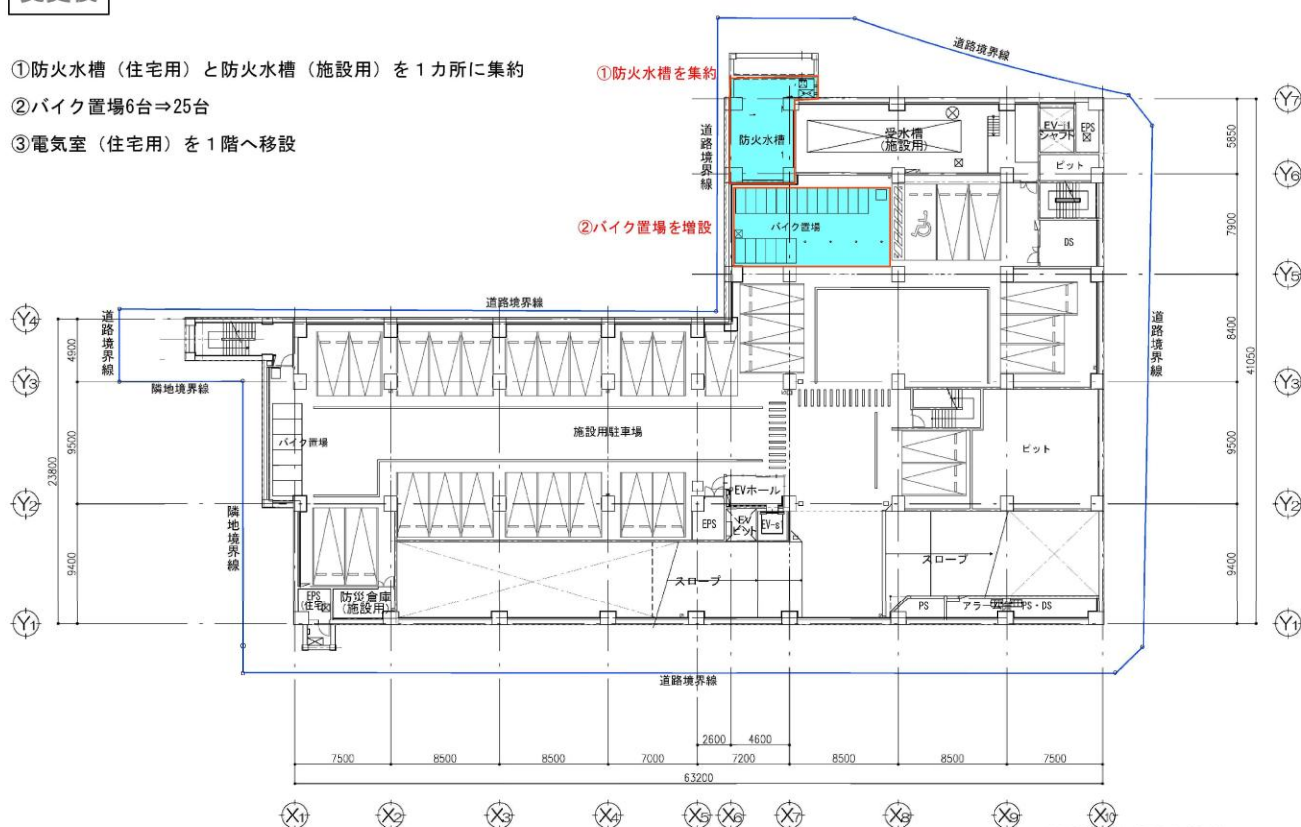 ①防火水槽（住宅用）と防火水槽（施設用）を１カ所に集約
②バイク置場6台⇒25台
③電気室（住宅用）を１階へ移設
道路境界線
①防火水槽を集約
Y7
道路境界線
防火水槽
受水槽
(施設用)
EV-1
シャフト
EPS
5850
ピット
Y6
②バイク置場を増設
バイク置場
DS
7900
Y5
道路境界線
Y4
道路境界線
4900
8400
道路境界線
41050
Y3
隣地境界線
Y3
バイク置場
施設用駐車場
ピット
23800
9500
9500
EVホール
Y2
Y2
隣地境界線
EPS
EV
ピット
EV-s1
スロープ
スロープ
9400
9400
EPS
(住宅)
防災倉庫
(施設用)
PS
PS・DS
Y1
Y1
道路境界線
2600
4600
7500
8500
8500
7000
7200
8500
8500
7500
63200
X1
X2
X3
X4
X5
X6
X7
X8
X9
X10